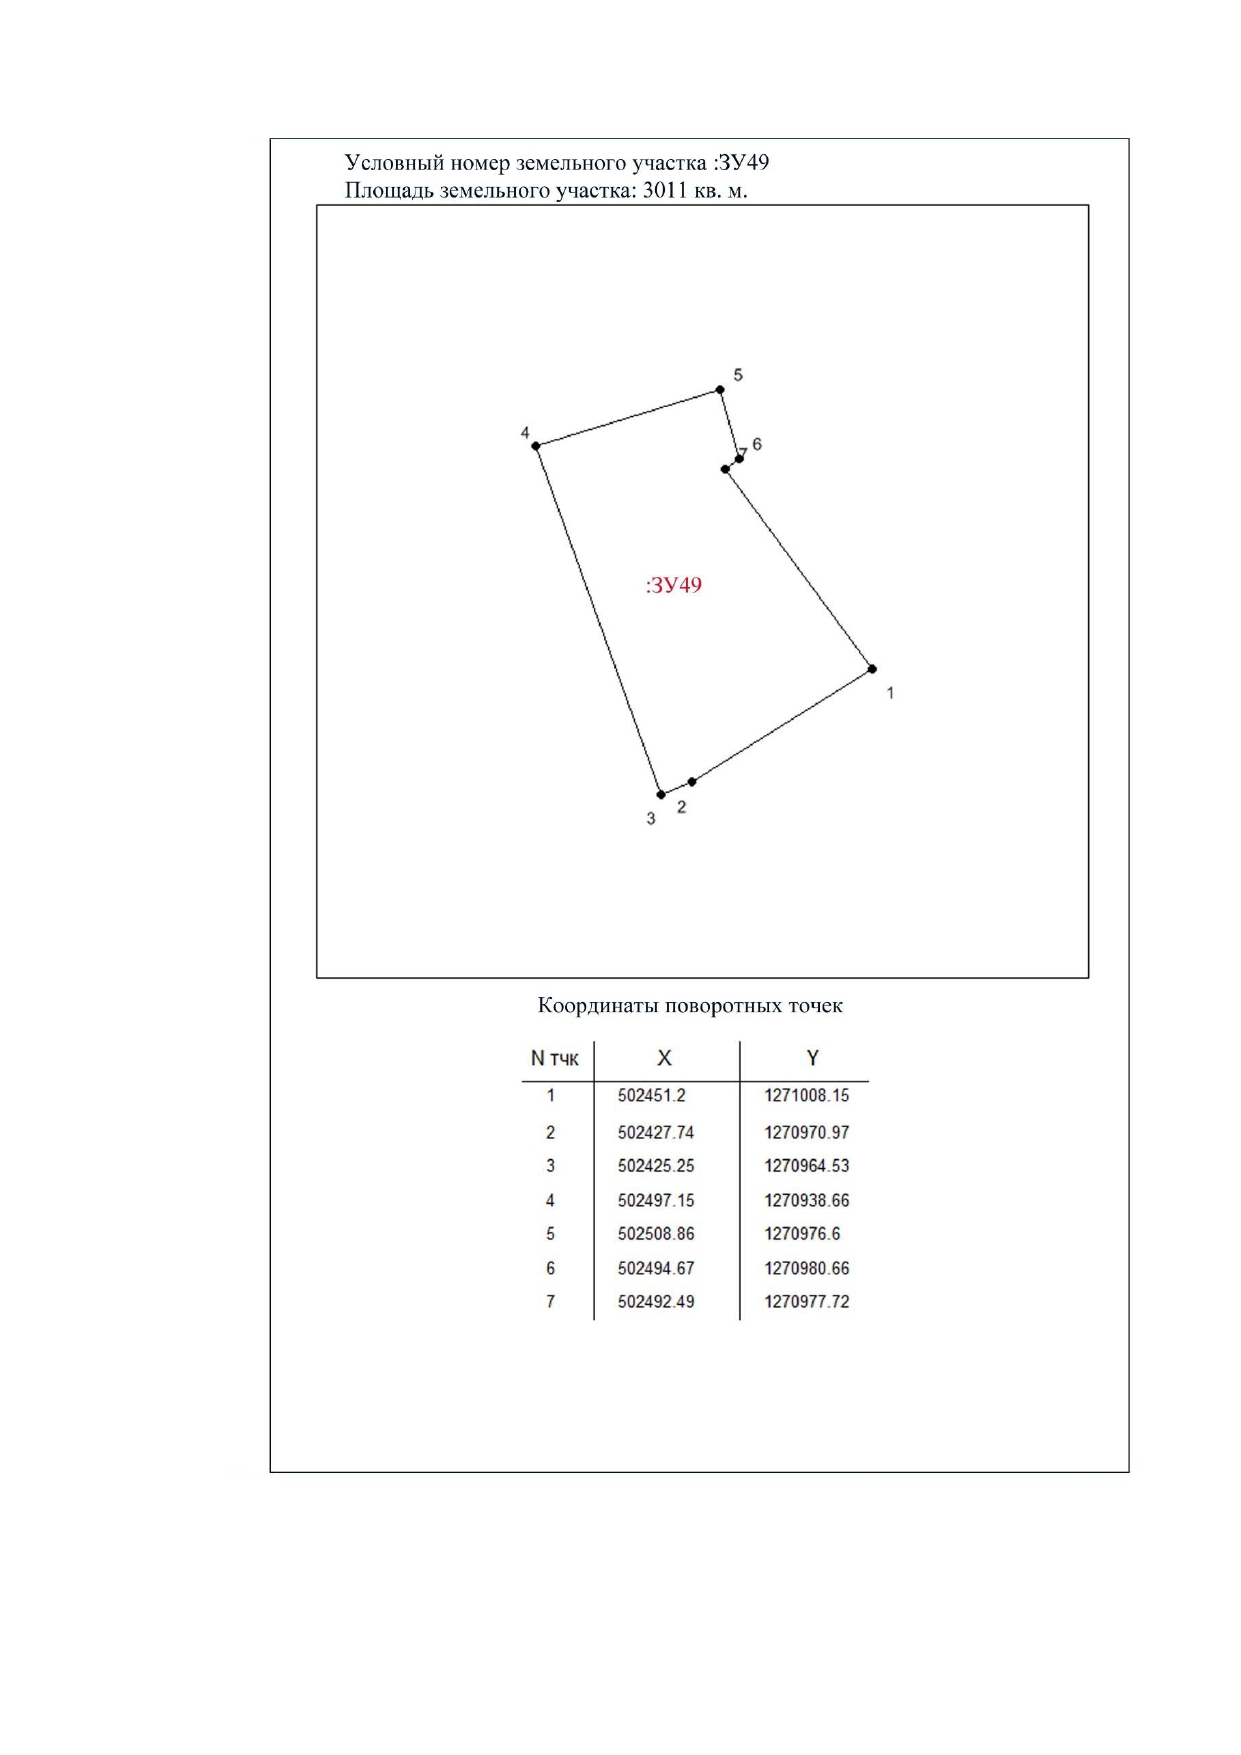 Условный номер земельного участка :ЗУ49
Площадь земельного участка: 3011 кв. м.
5
4
6
7
:ЗУ49
1
2
3
Координаты поворотных точек
N тчк X Y
1 502451.2 1271008.15
2 502427.74 1270970.97
3 502425.25 1270964.53
4 502497.15 1270938.66
5 502508.86 1270976.6
6 502494.67 1270980.66
7 502492.49 1270977.72